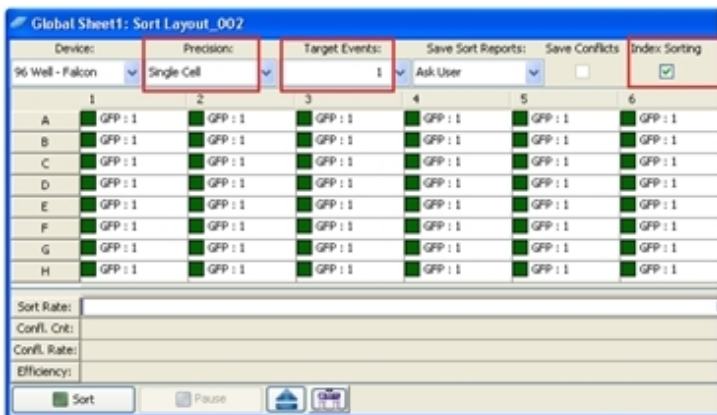 Global Sheet1: Sort Layout_002
Device: Precision: Target Events: Save Sort Reports: Save Conflicts Index Sorting
96 Well - Falcon Single Cell 1 Ask User
1 2 3 4 5 6
A GFP : 1 GFP : 1 GFP : 1 GFP : 1 GFP : 1 GFP : 1
B GFP : 1 GFP : 1 GFP : 1 GFP : 1 GFP : 1 GFP : 1
C GFP : 1 GFP : 1 GFP : 1 GFP : 1 GFP : 1 GFP : 1
D GFP : 1 GFP : 1 GFP : 1 GFP : 1 GFP : 1 GFP : 1
E GFP : 1 GFP : 1 GFP : 1 GFP : 1 GFP : 1 GFP : 1
F GFP : 1 GFP : 1 GFP : 1 GFP : 1 GFP : 1 GFP : 1
G GFP : 1 GFP : 1 GFP : 1 GFP : 1 GFP : 1 GFP : 1
H GFP : 1 GFP : 1 GFP : 1 GFP : 1 GFP : 1 GFP : 1
Sort Rate:
Confl. Cnt:
Confl. Rate:
Efficiency:
Sort Pause